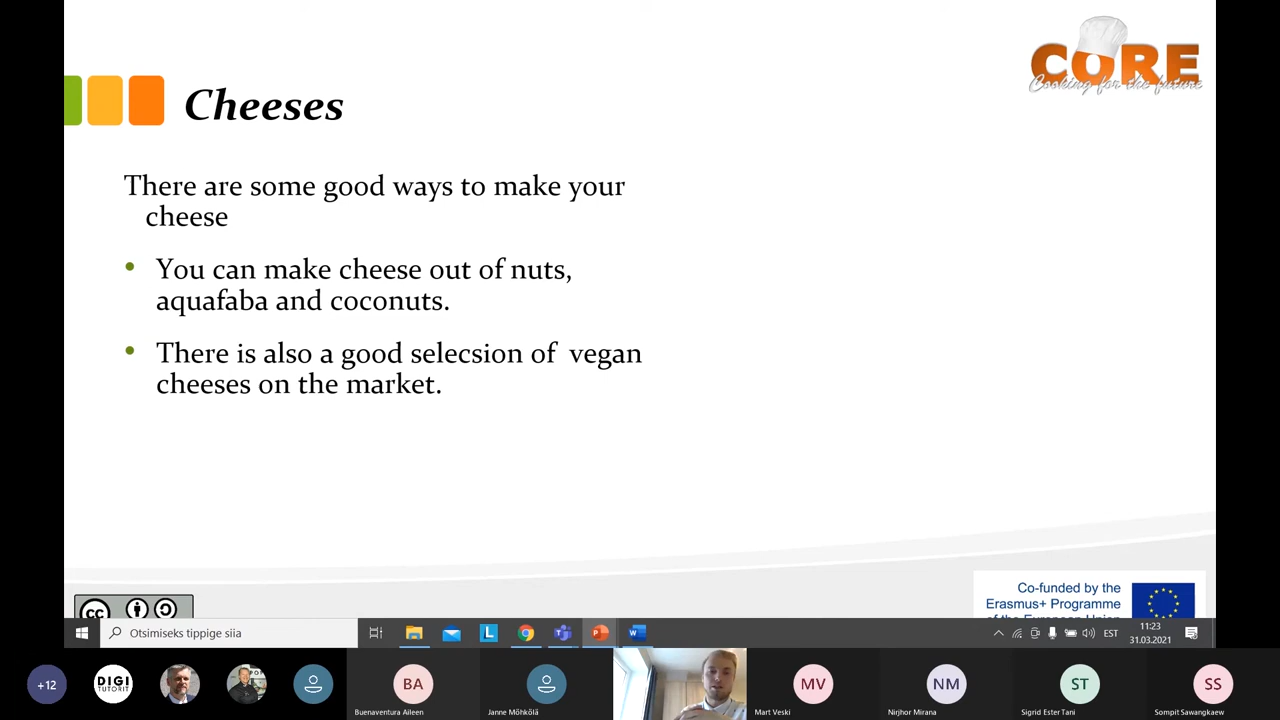 CORE
Cooking for the future
Cheeses
There are some good ways to make your
cheese
• You can make cheese out of nuts,
aquafaba and coconuts.
• There is also a good selecsion of  vegan
cheeses on the market.
cc
Co-funded by the
Erasmus+ Programme
of the European Union
Otsimiseks tippige siia
L
EST
11:23
31.03.2021
+12
DIGI
TUTORIT
BA
MV
NM
ST
SS
Buenaventura Aileen
Janne Mõhkölä
Mart Veski
Nirjhor Mirana
Sigrid Ester Tani
Sompit Sawangkaew